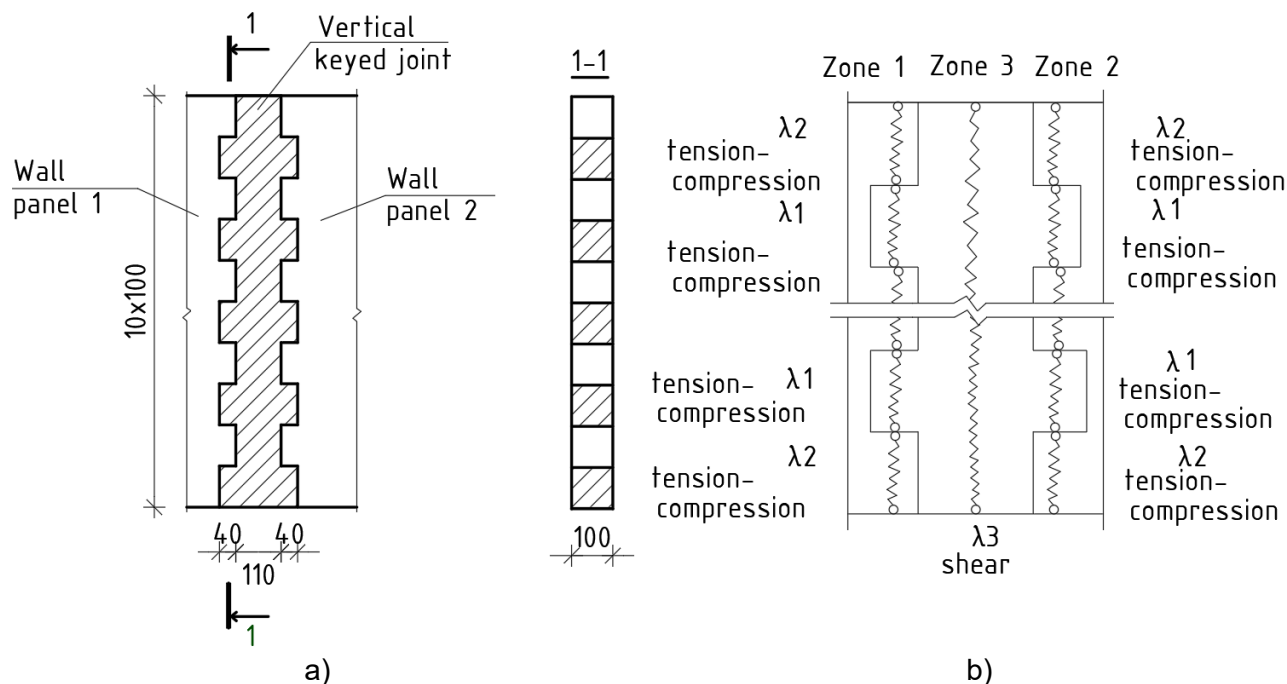 1
Vertical
keyed joint
Wall
panel 1
Wall
panel 2
10x100
40
40
110
1
a)
1-1
100
Zone 1
Zone 3
Zone 2
λ2
tension-
compression
λ1
tension-
compression
λ1
tension-
compression
λ2
tension-
compression
λ2
tension-
compression
λ1
tension-
compression
λ1
tension-
compression
λ2
tension-
compression
λ3
shear
b)